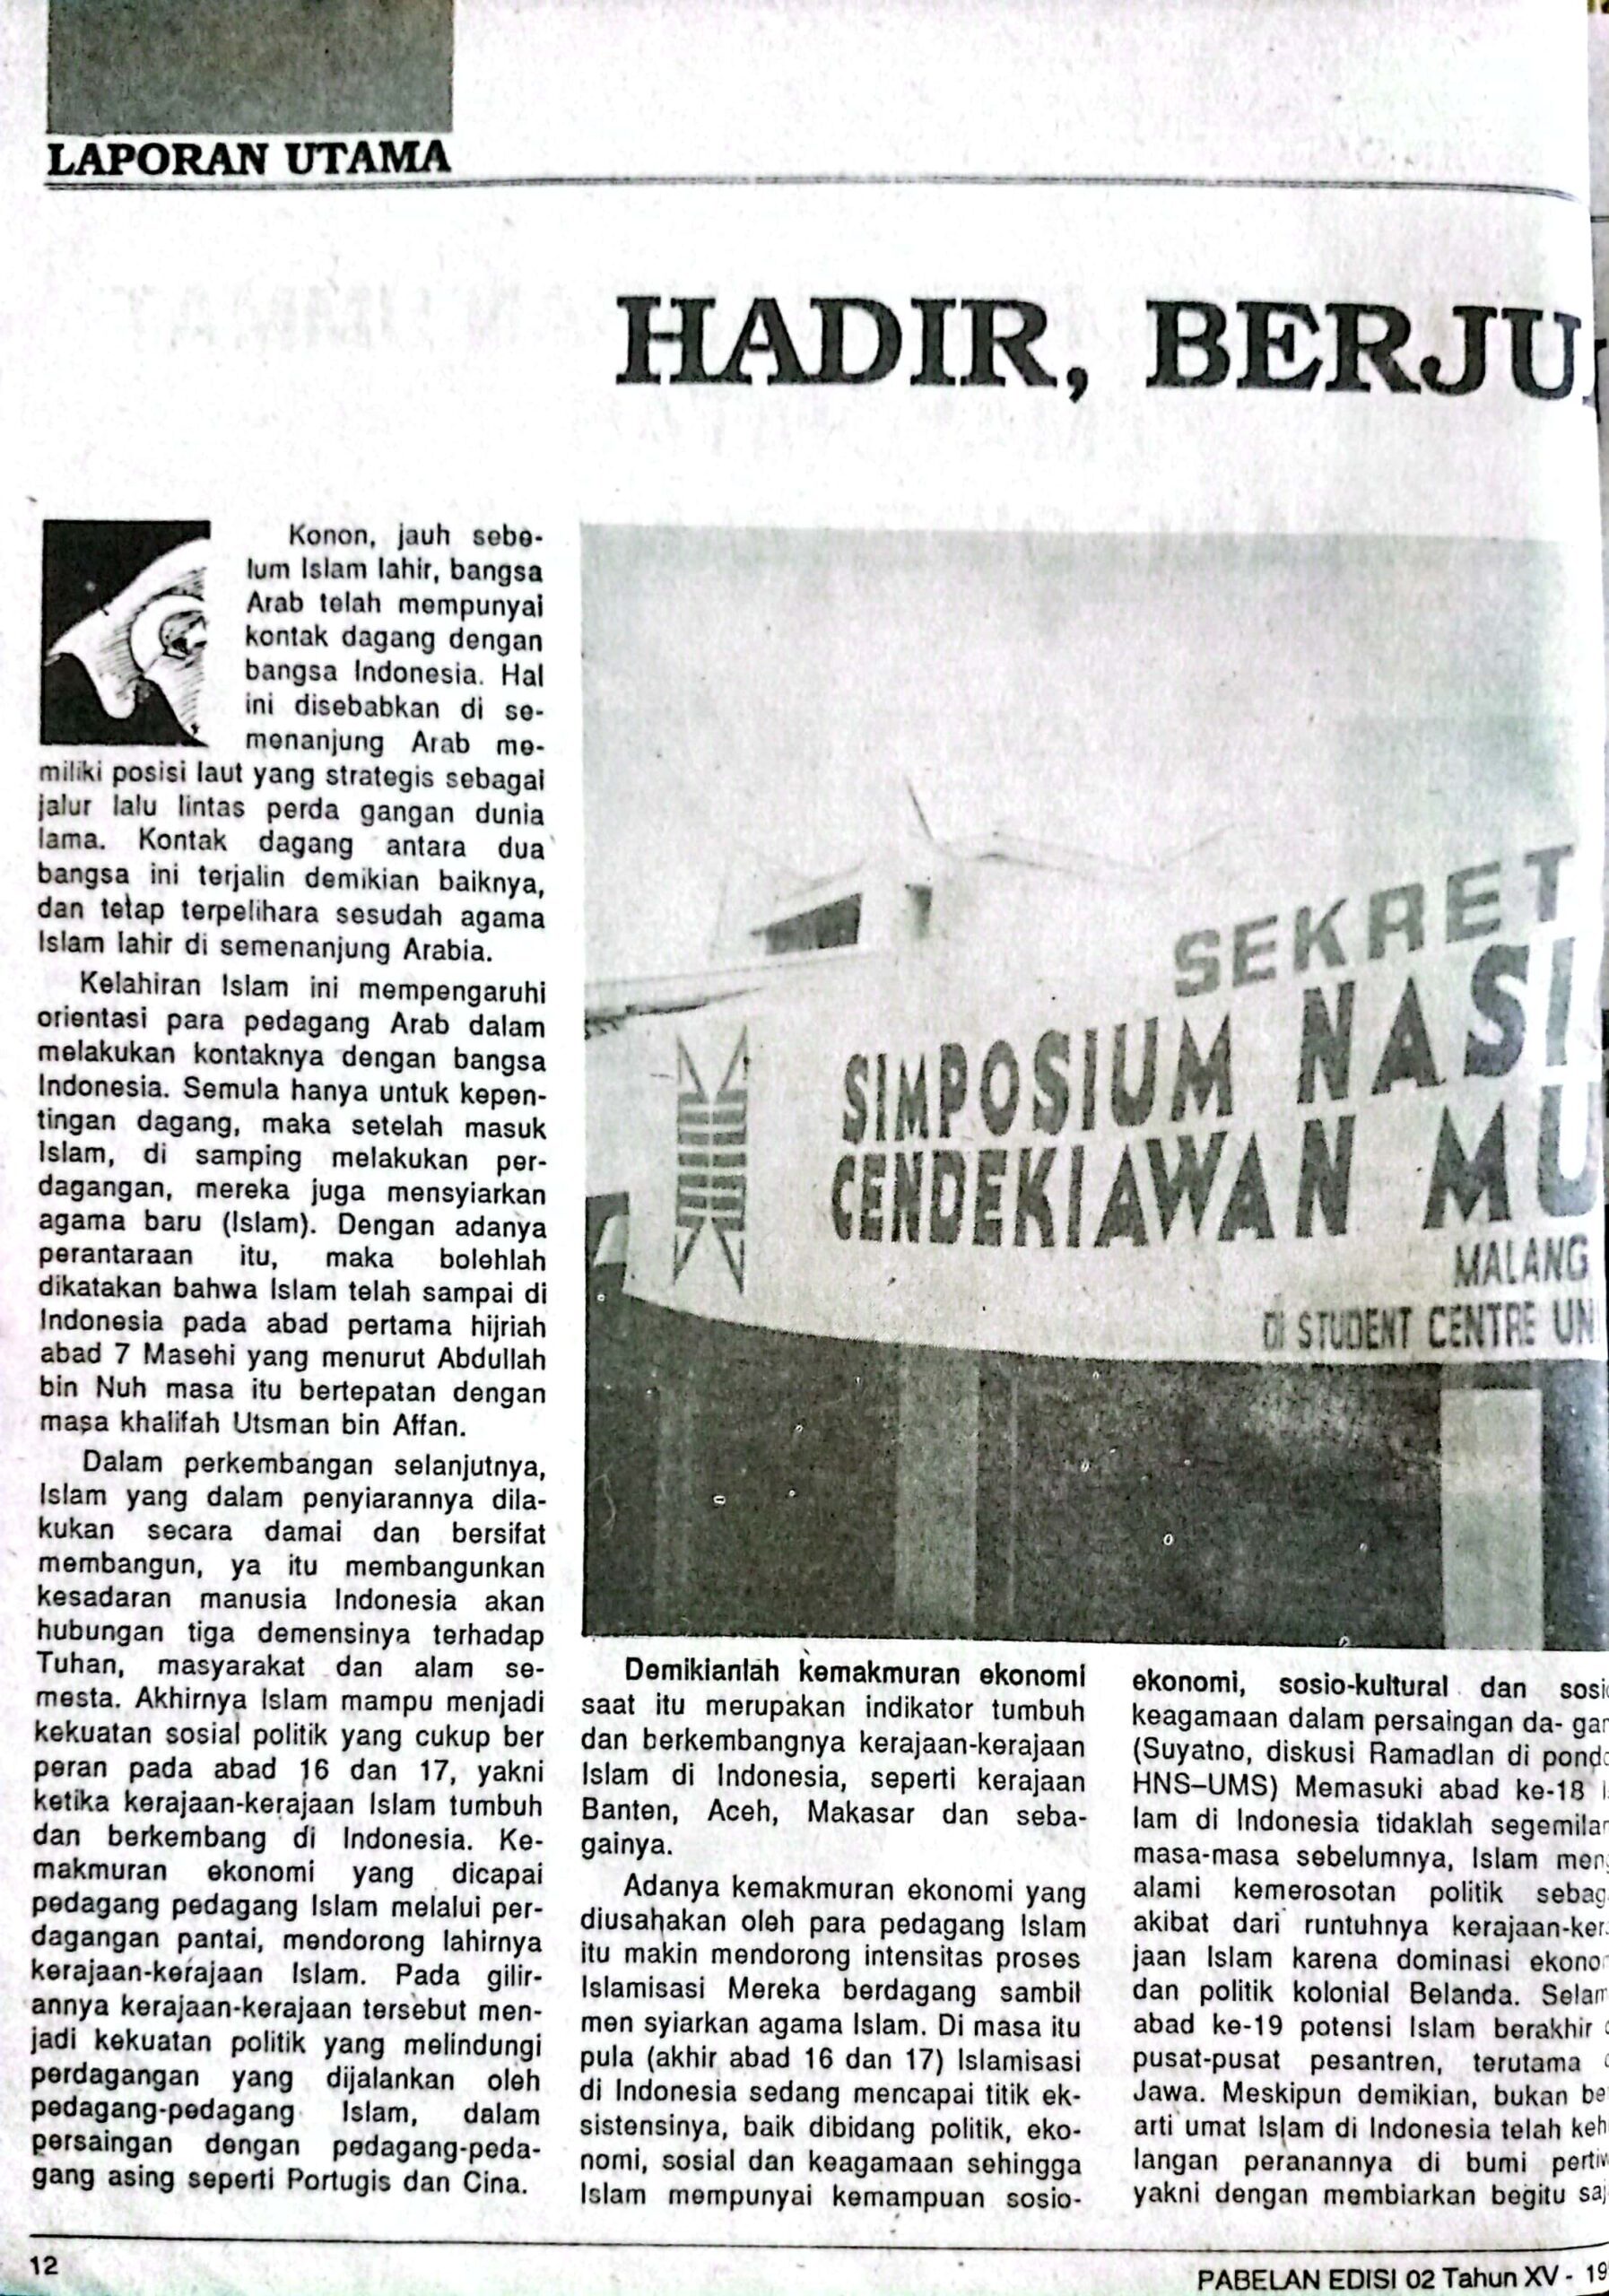 LAPORAN UTAMA
HADIR, BERJU
Konon, jauh sebe-
lum Islam lahir, bangsa
Arab telah mempunyai
kontak dagang dengan
bangsa Indonesia. Hal
ini disebabkan di se-
menanjung Arab me-
miliki posisi laut yang strategis sebagai
jalur lalu lintas perda gangan dunia
lama. Kontak dagang antara dua
bangsa ini terjalin demikian baiknya,
dan tetap terpelihara sesudah agama
Islam lahir di semenanjung Arabia.
Kelahiran Islam ini mempengaruhi
orientasi para pedagang Arab dalam
melakukan kontaknya dengan bangsa
Indonesia. Semula hanya untuk kepen-
tingan dagang, maka setelah masuk
Islam, di samping melakukan per-
dagangan, mereka juga mensyiarkan
agama baru (Islam). Dengan adanya
perantaraan itu, maka bolehlah
dikatakan bahwa Islam telah sampai di
Indonesia pada abad pertama hijriah
abad 7 Masehi yang menurut Abdullah
bin Nuh masa itu bertepatan dengan
masa khalifah Utsman bin Affan.
Dalam perkembangan selanjutnya,
Islam yang dalam penyiarannya dila-
kukan secara damai dan bersifat
membangun, ya itu membangunkan
kesadaran manusia Indonesia akan
hubungan tiga demensinya terhadap
Tuhan, masyarakat dan alam se-
mesta. Akhirnya Islam mampu menjadi
kekuatan sosial politik yang cukup ber
peran pada abad 16 dan 17, yakni
ketika kerajaan-kerajaan Islam tumbuh
dan berkembang di Indonesia. Ke-
makmuran ekonomi yang dicapai
pedagang pedagang Islam melalui per-
dagangan pantai, mendorong lahirnya
kerajaan-kerajaan Islam. Pada gilir-
annya kerajaan-kerajaan tersebut men-
jadi kekuatan politik yang melindungi
perdagangan yang dijalankan oleh
pedagang-pedagang Islam, dalam
persaingan dengan pedagang-peda-
gang asing seperti Portugis dan Cina.
SEKRET
SIMPOSIUM NASI
CENDEKIAWAN MU
MALANG
DI STUDENT CENTRE UN
Demikianlah kemakmuran ekonomi
saat itu merupakan indikator tumbuh
dan berkembangnya kerajaan-kerajaan
Islam di Indonesia, seperti kerajaan
Banten, Aceh, Makasar dan seba-
gainya.
Adanya kemakmuran ekonomi yang
diusahakan oleh para pedagang Islam
itu makin mendorong intensitas proses
Islamisasi Mereka berdagang sambil
men syiarkan agama Islam. Di masa itu
pula (akhir abad 16 dan 17) Islamisasi
di Indonesia sedang mencapai titik ek-
sistensinya, baik dibidang politik, eko-
nomi, sosial dan keagamaan sehingga
Islam mempunyai kemampuan sosio-
ekonomi, sosio-kultural dan sosi
keagamaan dalam persaingan da- gan
(Suyatno, diskusi Ramadlan di pond
HNS–UMS) Memasuki abad ke-18 I
lam di Indonesia tidaklah segemilan
masa-masa sebelumnya, Islam meng
alami kemerosotan politik sebag
akibat dari runtuhnya kerajaan-ker
jaan Islam karena dominasi ekono
dan politik kolonial Belanda. Selam
abad ke-19 potensi Islam berakhir
pusat-pusat pesantren, terutama
Jawa. Meskipun demikian, bukan be
arti umat Islam di Indonesia telah keh
langan peranannya di bumi pertiw
yakni dengan membiarkan begitu saj
12
PABELAN EDISI 02 Tahun XV - 19